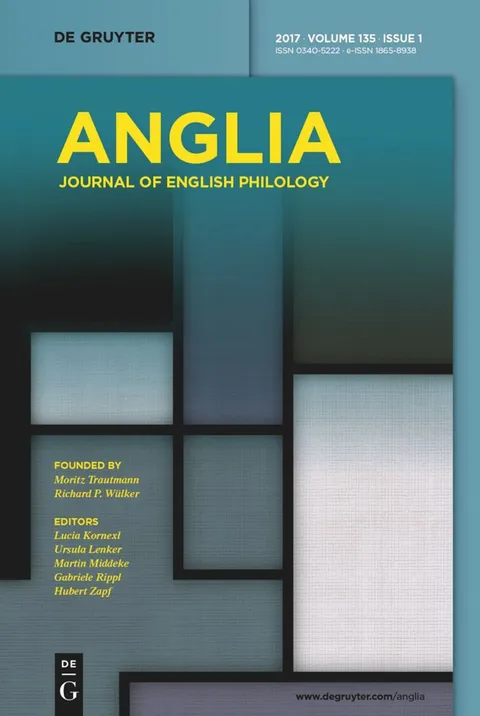 DE GRUYTER
2017 · VOLUME 135 · ISSUE 1
ISSN 0340-5222 · e-ISSN 1865-8938
ANGLIA
JOURNAL OF ENGLISH PHILOLOGY
FOUNDED BY
Moritz Trautmann
Richard P. Wülker
EDITORS
Lucia Kornexl
Ursula Lenker
Martin Middeke
Gabriele Rippl
Hubert Zapf
DE
G
www.degruyter.com/anglia